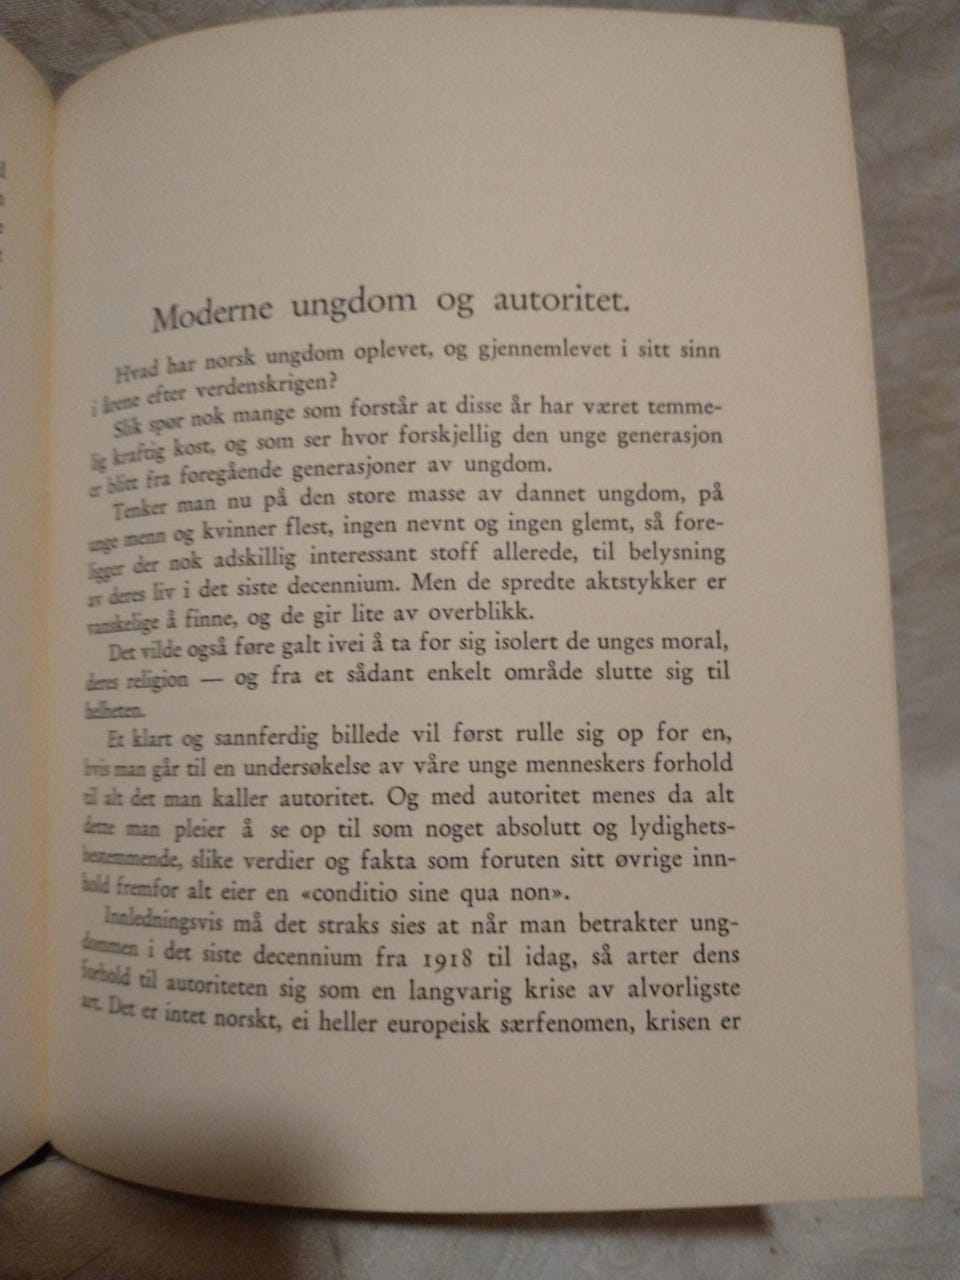 Moderne ungdom og autoritet.
Hvad har norsk ungdom oplevet, og gjennemlevet i sitt sinn
i årene efter verdenskrigen?
Slik spør nok mange som forstår at disse år har været temme-
lig kraftig kost, og som ser hvor forskjellig den unge generasjon
er blitt fra foregående generasjoner av ungdom.
Tenker man nu på den store masse av dannet ungdom, på
unge menn og kvinner flest, ingen nevnt og ingen glemt, så fore-
ligger der nok adskillig interessant stoff allerede, til belysning
av deres liv i det siste decennium. Men de spredte aktstykker er
vanskelige å finne, og de gir lite av overblikk.
Det vilde også føre galt ivei å ta for sig isolert de unges moral,
deres religion — og fra et sådant enkelt område slutte sig til
helheten.
Et klart og sannferdig billede vil først rulle sig op for en,
hvis man går til en undersøkelse av våre unge menneskers forhold
til alt det man kaller autoritet. Og med autoritet menes da alt
dette man pleier å se op til som noget absolutt og lydighets-
bestemmende, slike verdier og fakta som foruten sitt øvrige inn-
hold fremfor alt eier en «conditio sine qua non».
Innledningsvis må det straks sies at når man betrakter ung-
dommen i det siste decennium fra 1918 til idag, så arter dens
forhold til autoriteten sig som en langvarig krise av alvorligste
art. Det er intet norskt, ei heller europeisk særfenomen, krisen er